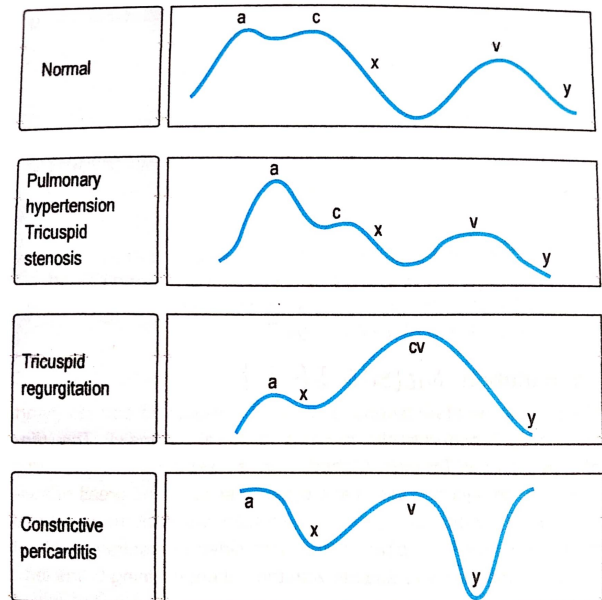 Normal
a c
x
v
y
Pulmonary
hypertension
Tricuspid
stenosis
a
c
x
v
y
Tricuspid
regurgitation
a x
cv
y
Constrictive
pericarditis
a
x
v
y